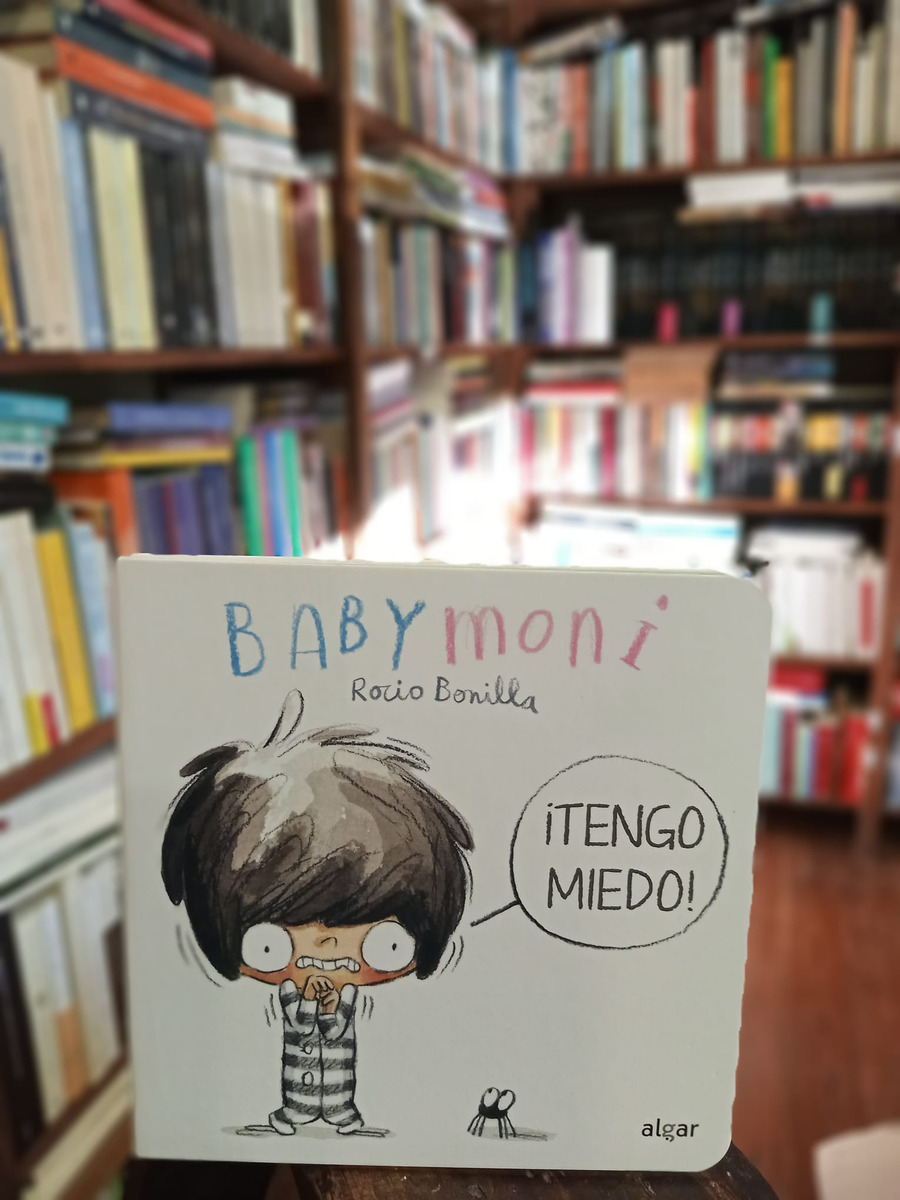 BABYmoni
Rocio Bonilla
¡TENGO
MIEDO!
algar